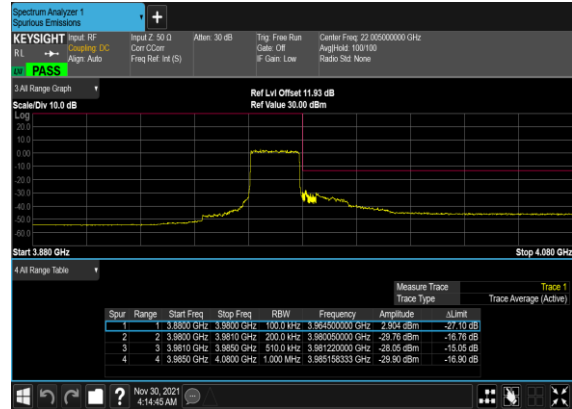 Spectrum Analyzer 1
Spurious Emissions
KEYSIGHT Input: RF Input Z: 50 Ω Atten: 30 dB Trig: Free Run Center Freq: 22.005000000 GHz
RL Coupling: DC Corr CCorr Gate: Off Avg|Hold: 100/100
Align: Auto Freq Ref: Int (S) IF Gain: Low Radio Std: None
PASS
3 All Range Graph
Ref Lvl Offset 11.93 dB
Scale/Div 10.0 dB Ref Value 30.00 dBm
Log
20.0
10.0
0.00
-10.0
-20.0
-30.0
-40.0
-50.0
-60.0
Start 3.880 GHz Stop 4.080 GHz
4 All Range Table
Measure Trace Trace 1
Trace Type Trace Average (Active)
Spur Range Start Freq Stop Freq RBW Frequency Amplitude ΔLimit
1 1 3.8800 GHz 3.9800 GHz 100.0 kHz 3.964500000 GHz 2.904 dBm -27.10 dB
2 2 3.9800 GHz 3.9810 GHz 200.0 kHz 3.980050000 GHz -29.76 dBm -16.76 dB
3 3 3.9810 GHz 3.9850 GHz 510.0 kHz 3.981220000 GHz -28.05 dBm -15.05 dB
4 4 3.9850 GHz 4.0800 GHz 1.000 MHz 3.985158333 GHz -29.90 dBm -16.90 dB
Nov 30, 2021
4:14:45 AM